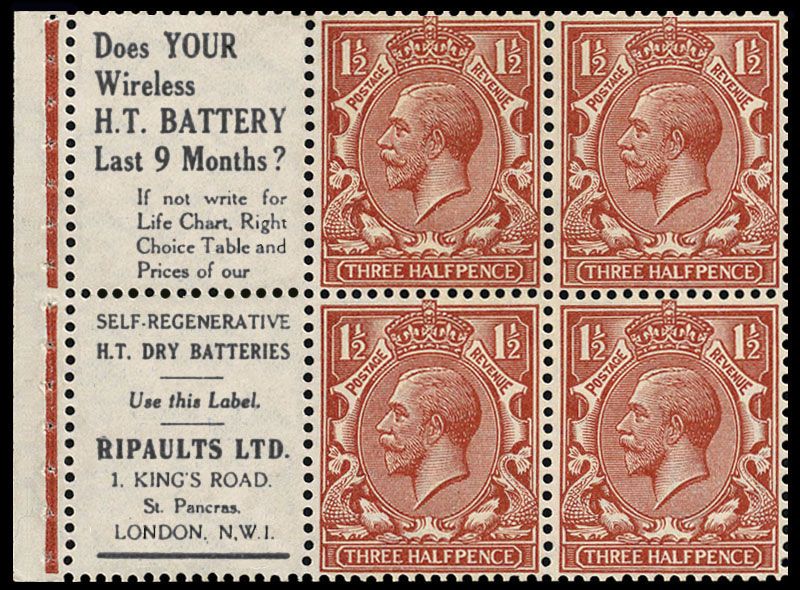 Does YOUR
Wireless
H.T. BATTERY
Last 9 Months?
If not write for
Life Chart, Right
Choice Table and
Prices of our
SELF-REGENERATIVE
H.T. DRY BATTERIES
Use this Label.
RIPAULTS LTD.
1. KING'S ROAD.
St. Pancras.
LONDON, N.W.1.
1½ 1½
POSTAGE REVENUE
THREE HALFPENCE
1½ 1½
POSTAGE REVENUE
THREE HALFPENCE
1½ 1½
POSTAGE REVENUE
THREE HALFPENCE
1½ 1½
POSTAGE REVENUE
THREE HALFPENCE